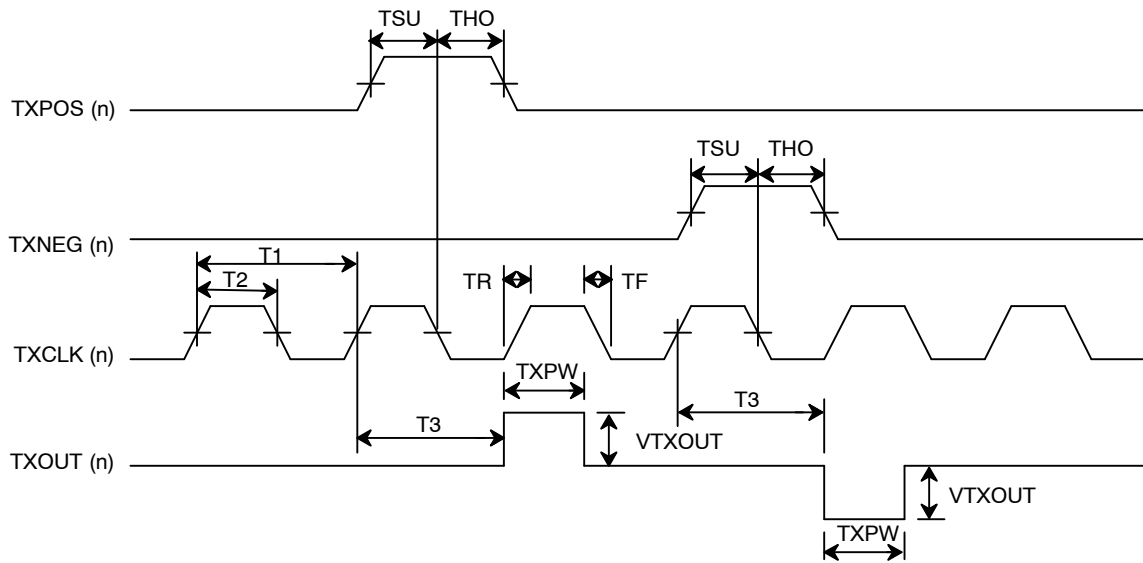 TSU THO
TXPOS (n)
TSU THO
TXNEG (n)
T1
T2
TR TF
TXCLK (n)
TXPW
T3
T3
VTXOUT
TXOUT (n)
VTXOUT
TXPW